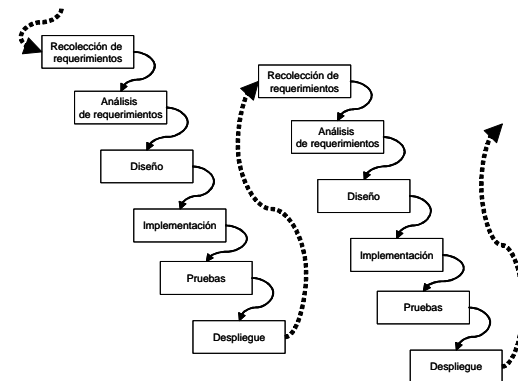 Recolección de
requerimientos
Análisis
de requerimientos
Diseño
Implementación
Pruebas
Despliegue
Recolección de
requerimientos
Análisis
de requerimientos
Diseño
Implementación
Pruebas
Despliegue